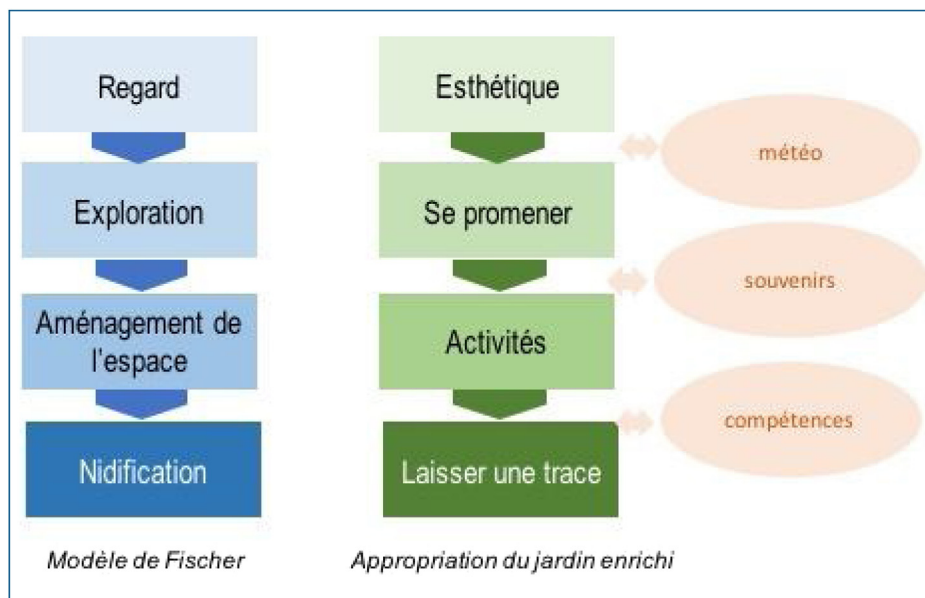 Regard
Exploration
Aménagement de
l'espace
Nidification
Modèle de Fischer
Esthétique
Se promener
Activités
Laisser une trace
Appropriation du jardin enrichi
météo
souvenirs
compétences